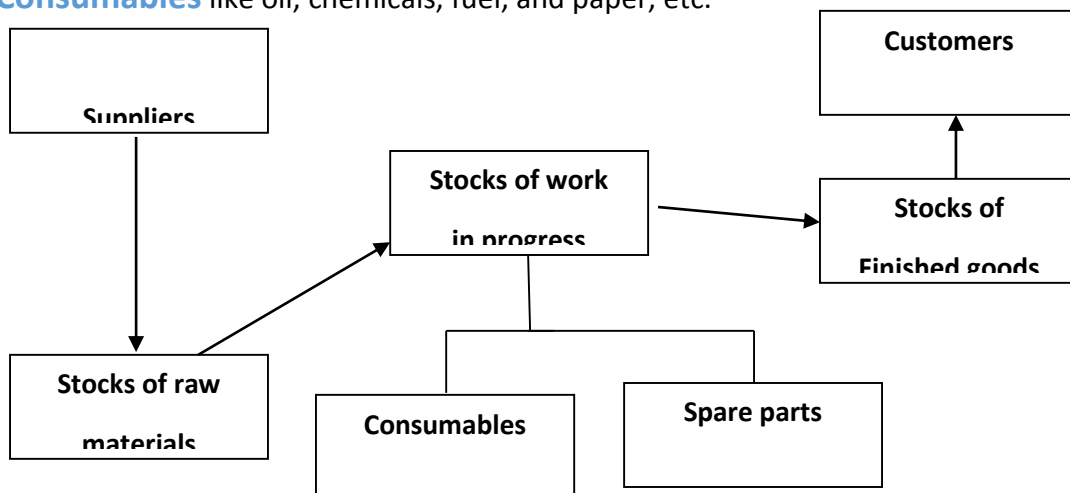 Consumables like oil, chemicals, fuel, and paper, etc.
Customers
Suppliers
Stocks of work
in progress
Stocks of
Finished goods
Stocks of raw
materials
Consumables
Spare parts